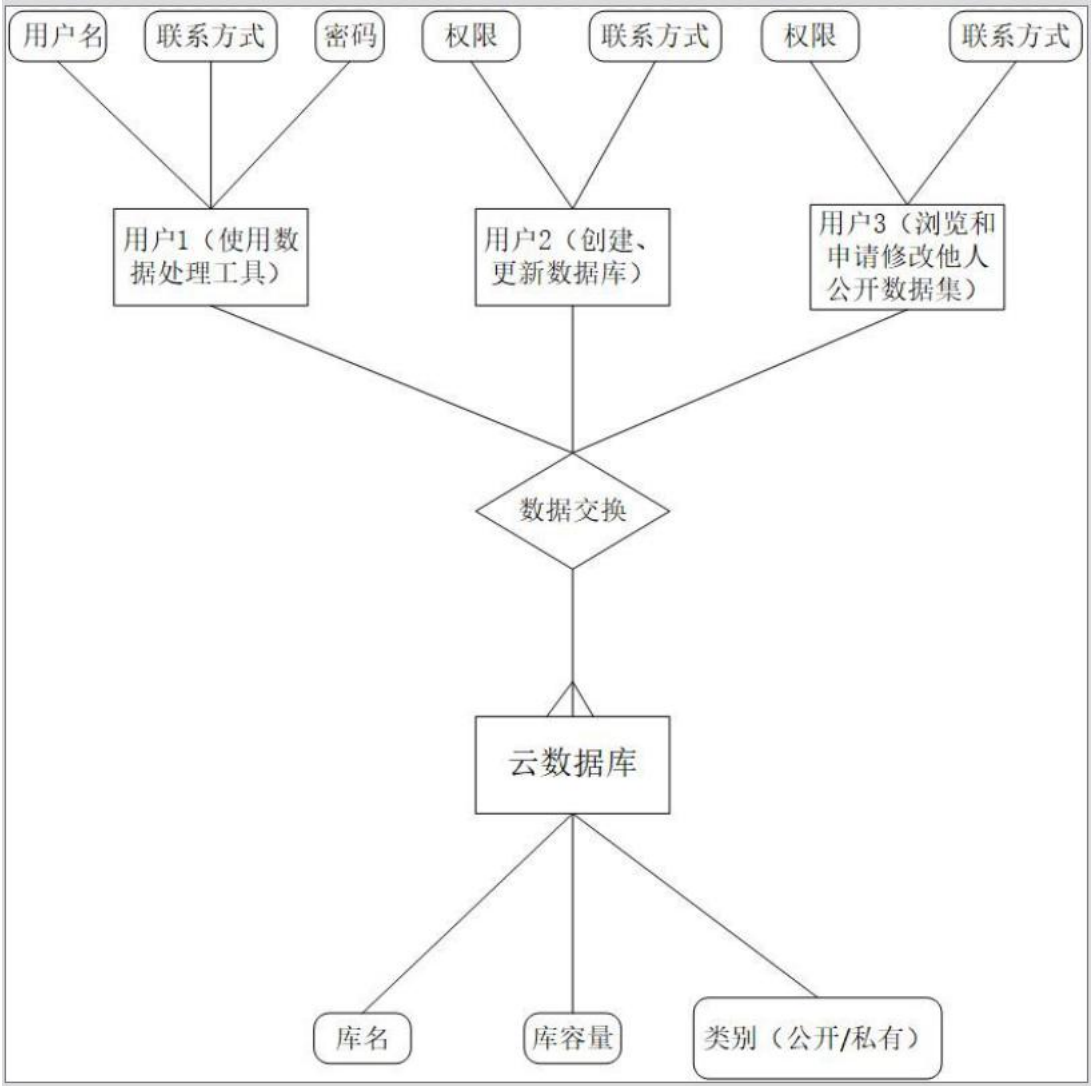 用户名
联系方式
密码
权限
联系方式
权限
联系方式
用户1（使用数
据处理工具）
用户2（创建、
更新数据库）
用户3（浏览和
申请修改他人
公开数据集）
数据交换
云数据库
库名
库容量
类别（公开/私有）